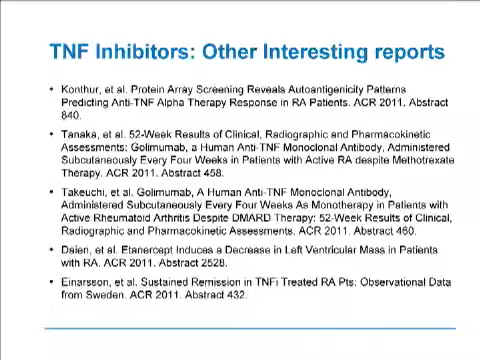 TNF Inhibitors: Other Interesting reports
• Konthur, et al. Protein Array Screening Reveals Autoantigenicity Patterns
Predicting Anti-TNF Alpha Therapy Response in RA Patients. ACR 2011. Abstract
840.
• Tanaka, et al. 52-Week Results of Clinical, Radiographic and Pharmacokinetic
Assessments: Golimumab, a Human Anti-TNF Monoclonal Antibody, Administered
Subcutaneously Every Four Weeks in Patients with Active RA despite Methotrexate
Therapy. ACR 2011. Abstract 458.
• Takeuchi, et al. Golimumab, A Human Anti-TNF Monoclonal Antibody,
Administered Subcutaneously Every Four Weeks As Monotherapy in Patients with
Active Rheumatoid Arthritis Despite DMARD Therapy: 52-Week Results of Clinical,
Radiographic and Pharmacokinetic Assessments. ACR 2011. Abstract 460.
• Daien, et al. Etanercept Induces a Decrease in Left Ventricular Mass in Patients
with RA. ACR 2011. Abstract 2528.
• Einarsson, et al. Sustained Remission in TNFi Treated RA Pts: Observational Data
from Sweden. ACR 2011. Abstract 432.